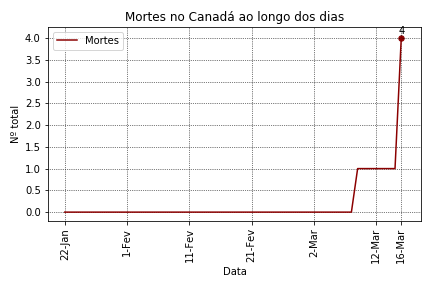 Mortes no Canadá ao longo dos dias
4
Mortes
4.0
3.5
3.0
2.5
2.0
1.5
1.0
0.5
0.0
Nº total
22-Jan
1-Fev
11-Fev
21-Fev
2-Mar
12-Mar
16-Mar
Data